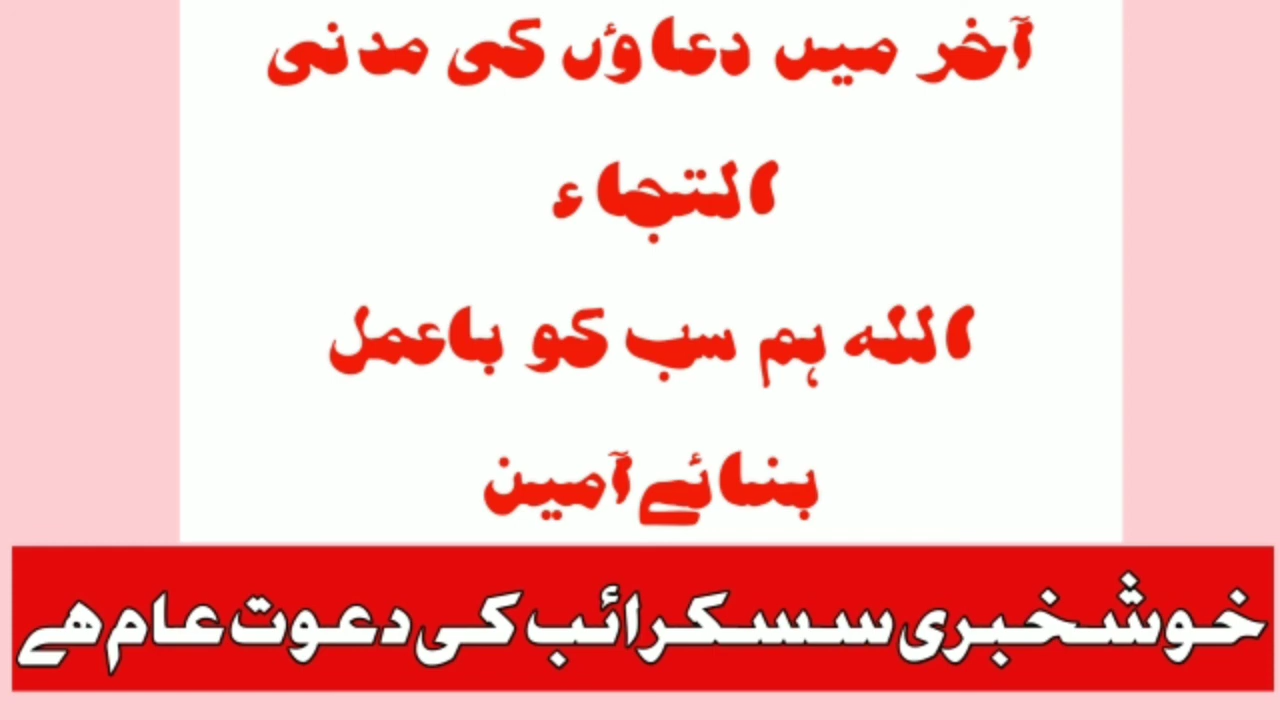 آخر میں دعاؤں کی مدنی
التجاء
اللہ ہم سب کو باعمل
بنائے آمین
خوشخبری سسکرائب کی دعوت عام ھے